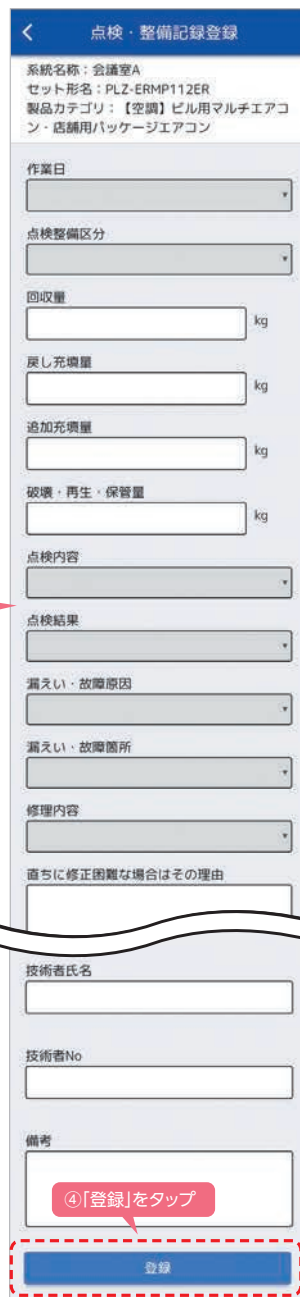 点検・整備記録登録
系統名称：会議室A
セット形名：PLZ-ERMP112ER
製品カテゴリ：【空調】ビル用マルチエアコ
ン・店舗用パッケージエアコン
作業日
点検整備区分
回収量
kg
戻し充填量
kg
追加充填量
kg
破壊・再生・保管量
kg
点検内容
点検結果
漏えい・故障原因
漏えい・故障箇所
修理内容
直ちに修正困難な場合はその理由
技術者氏名
技術者No
備考
④「登録」をタップ
登録